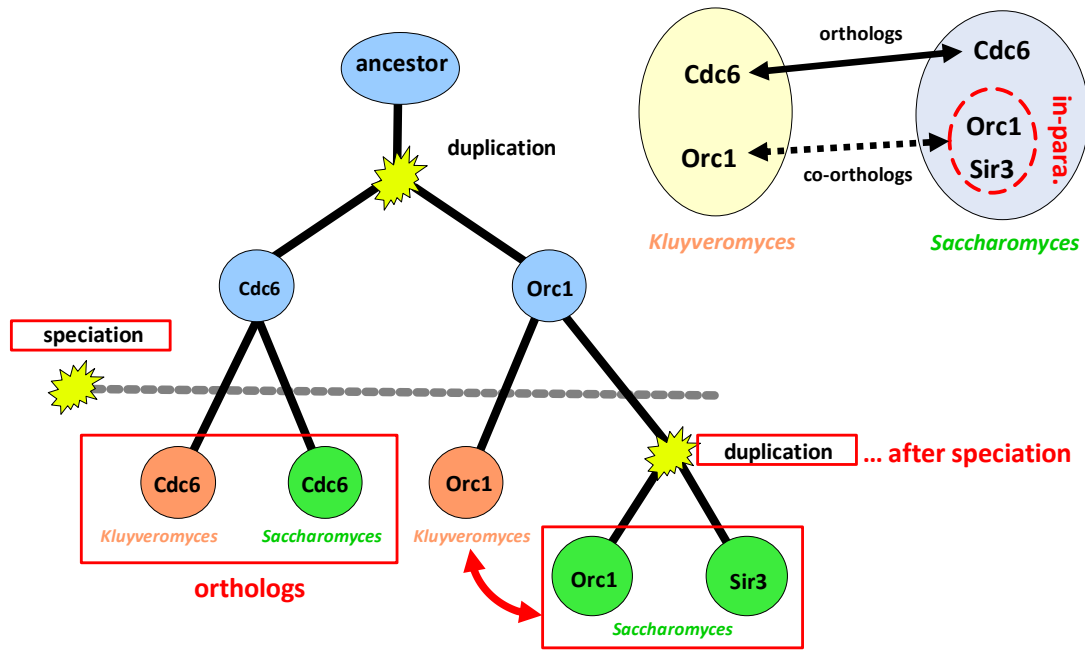 ancestor
duplication
Cdc6
Orc1
speciation
duplication
... after speciation
Cdc6
Cdc6
Orc1
Kluyveromyces
Saccharomyces
Kluyveromyces
orthologs
Orc1
Sir3
Saccharomyces
orthologs
Cdc6
Cdc6
Orc1
Orc1
Sir3
co-orthologs
in-para.
Kluyveromyces
Saccharomyces